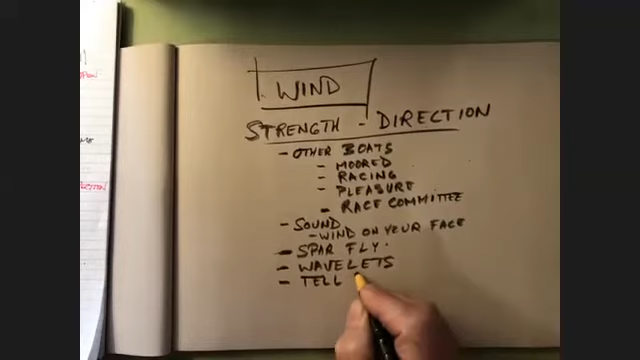 WIND
STRENGTH - DIRECTION
- OTHER BOATS
- MOORED
- RACING
- PLEASURE
- RACE COMMITTEE
- SOUND
- WIND ON YOUR FACE
- SPAR FLY.
- WAVELETS
- TELL